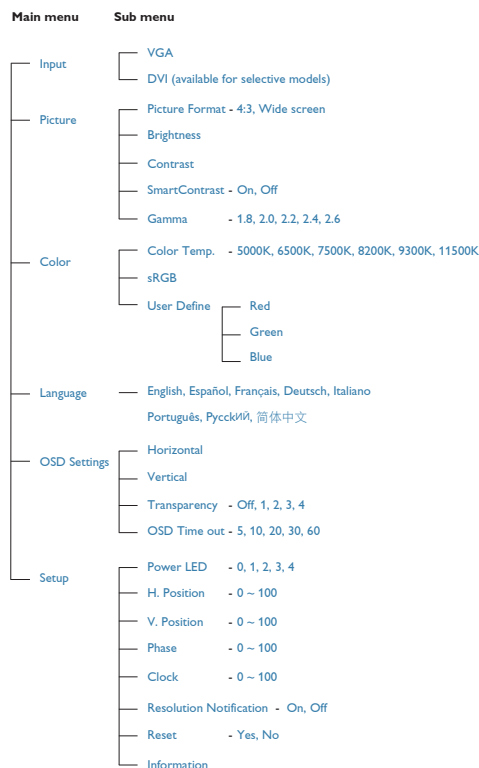 Main menu Sub menu
Input
VGA
DVI (available for selective models)
Picture
Picture Format - 4:3, Wide screen
Brightness
Contrast
SmartContrast - On, Off
Gamma - 1.8, 2.0, 2.2, 2.4, 2.6
Color
Color Temp. - 5000K, 6500K, 7500K, 8200K, 9300K, 11500K
sRGB
User Define
Red
Green
Blue
Language
English, Español, Français, Deutsch, Italiano
Português, РусскИЙ, 简体中文
OSD Settings
Horizontal
Vertical
Transparency - Off, 1, 2, 3, 4
OSD Time out - 5, 10, 20, 30, 60
Setup
Power LED - 0, 1, 2, 3, 4
H. Position - 0 ~ 100
V. Position - 0 ~ 100
Phase - 0 ~ 100
Clock - 0 ~ 100
Resolution Notification - On, Off
Reset - Yes, No
Information